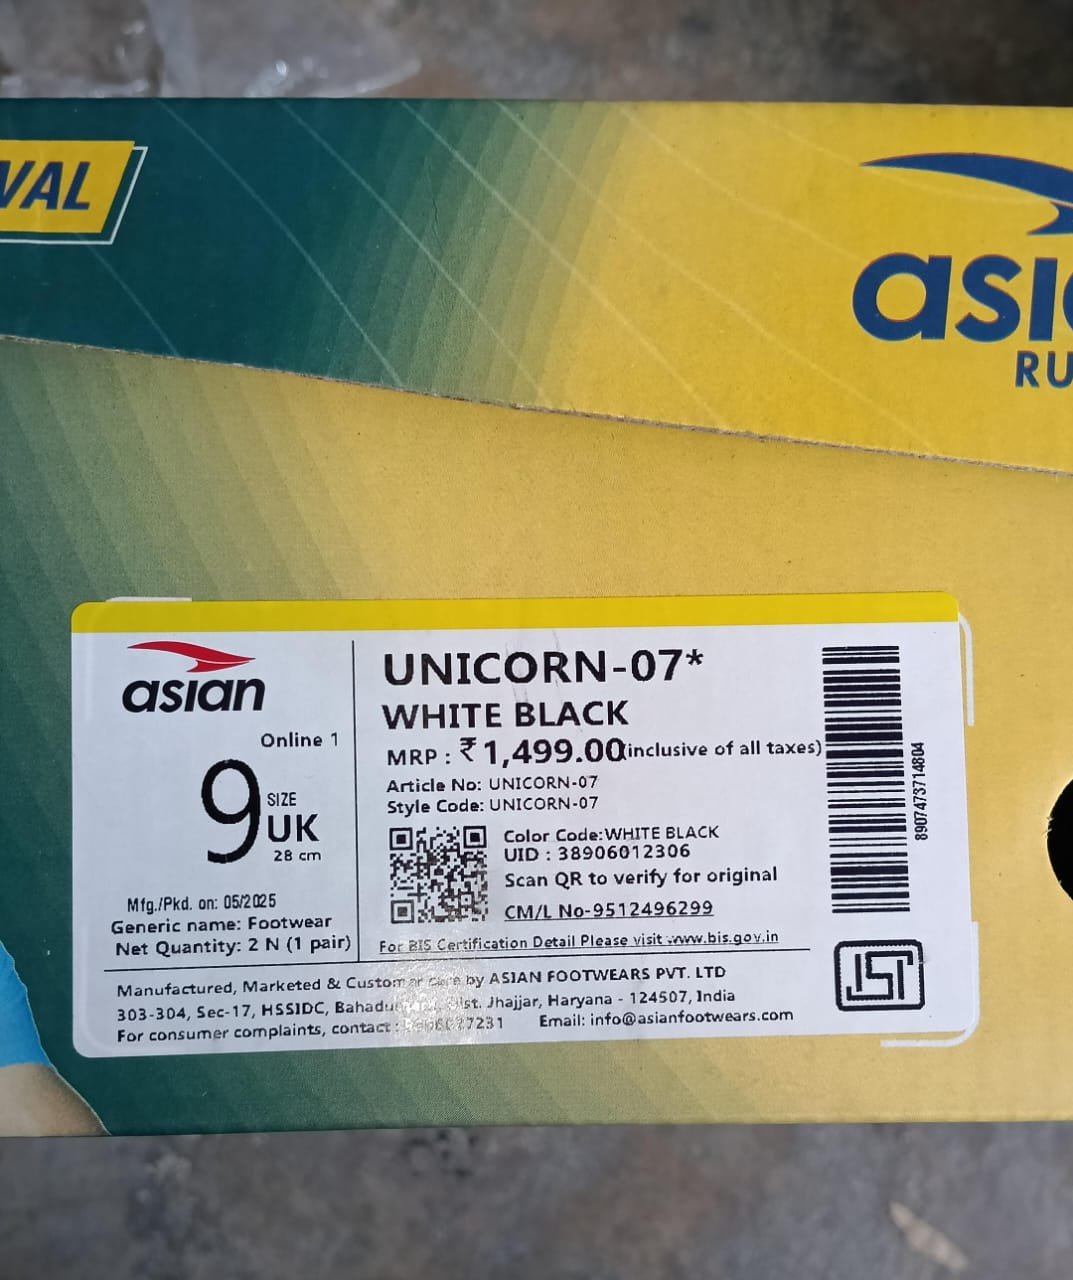 VAL
asi
RU
asian
Online 1
9 SIZE
UK
28 cm
Mfg./Pkd. on: 05/2025
Generic name: Footwear
Net Quantity: 2 N (1 pair)
UNICORN-07*
WHITE BLACK
MRP : ₹ 1,499.00(inclusive of all taxes)
Article No: UNICORN-07
Style Code: UNICORN-07
Color Code:WHITE BLACK
UID : 38906012306
Scan QR to verify for original
CM/L No-9512496299
For BIS Certification Detail Please visit :www.bis.gov.in
8907473714804
ISI
Manufactured, Marketed & Customer Care by ASIAN FOOTWEARS PVT. LTD
303-304, Sec-17, HSSIDC, Dist. Jhajjar, Haryana - 124507, India
For consumer complaints, contact : Email: info@asianfootwears.com